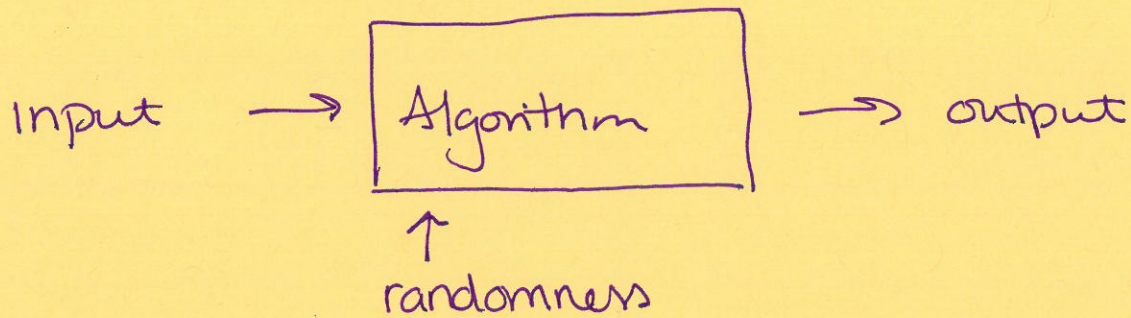 Input → Algorithm → output
↑
randomness